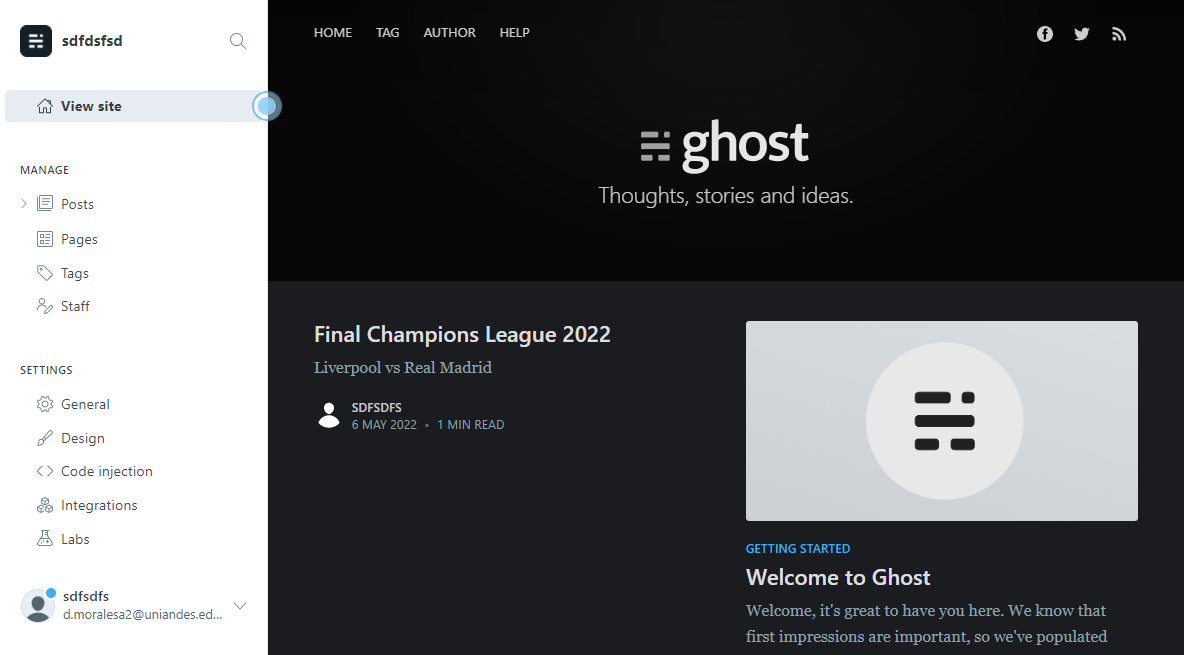 sdfdsfsd
View site
MANAGE
Posts
Pages
Tags
Staff
SETTINGS
General
Design
Code injection
Integrations
Labs
sdfsdfs
d.moralesa2@uniandes.ed...
HOME TAG AUTHOR HELP
ghost
Thoughts, stories and ideas.
Final Champions League 2022
Liverpool vs Real Madrid
SDFSDFS
6 MAY 2022 • 1 MIN READ
GETTING STARTED
Welcome to Ghost
Welcome, it's great to have you here. We know that
first impressions are important, so we've populated